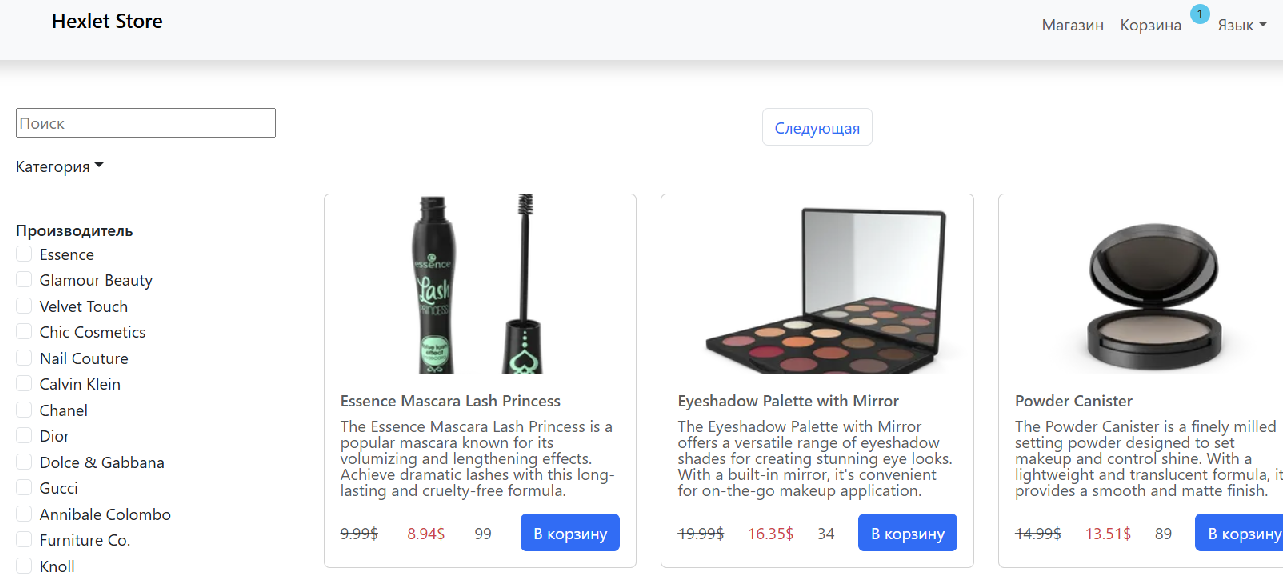 Hexlet Store
Магазин Корзина 1 Язык
Поиск
Следующая
Категория
Производитель
Essence
Glamour Beauty
Velvet Touch
Chic Cosmetics
Nail Couture
Calvin Klein
Chanel
Dior
Dolce & Gabbana
Gucci
Annibale Colombo
Furniture Co.
Knoll
essence
Lash
PRINCESS
Essence Mascara Lash Princess
The Essence Mascara Lash Princess is a
popular mascara known for its
volumizing and lengthening effects.
Achieve dramatic lashes with this long-
lasting and cruelty-free formula.
9.99$ 8.94$ 99 В корзину
Eyeshadow Palette with Mirror
The Eyeshadow Palette with Mirror
offers a versatile range of eyeshadow
shades for creating stunning eye looks.
With a built-in mirror, it's convenient
for on-the-go makeup application.
19.99$ 16.35$ 34 В корзину
Powder Canister
The Powder Canister is a finely milled
setting powder designed to set
makeup and control shine. With a
lightweight and translucent formula, it
provides a smooth and matte finish.
14.99$ 13.51$ 89 В корзину